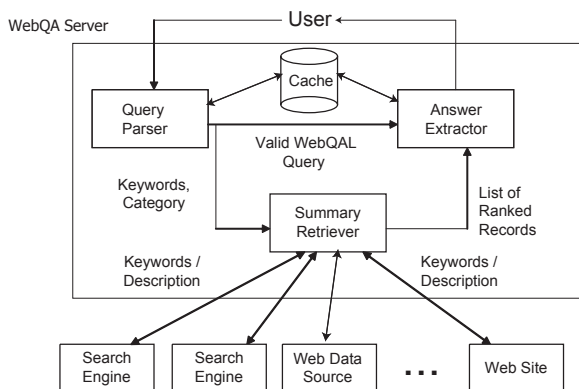 User
WebQA Server
Cache
Query
Parser
Answer
Extractor
Valid WebQAL
Query
Keywords,
Category
List of
Ranked
Records
Summary
Retriever
Keywords /
Description
Keywords /
Description
Search
Engine
Search
Engine
Web Data
Source
...
Web Site